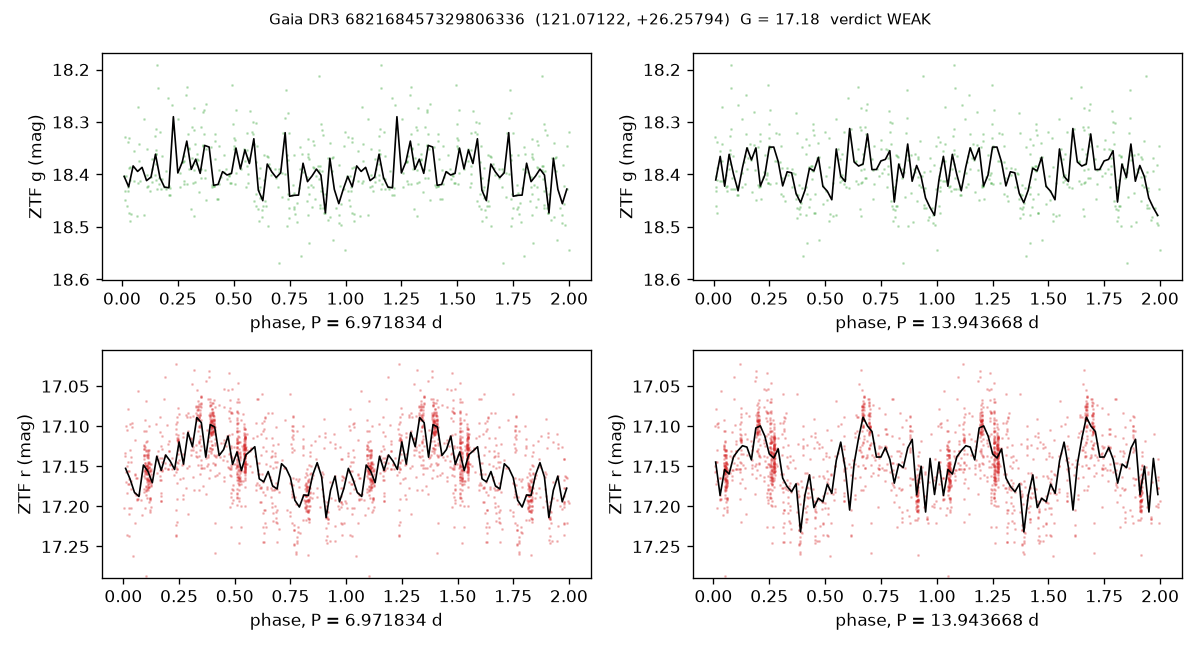 Gaia DR3 682168457329806336  (121.07122, +26.25794)  G = 17.18  verdict WEAK
ZTF g (mag)
18.2
18.3
18.4
18.5
18.6
0.00 0.25 0.50 0.75 1.00 1.25 1.50 1.75 2.00
phase, P = 6.971834 d
ZTF g (mag)
18.2
18.3
18.4
18.5
18.6
0.00 0.25 0.50 0.75 1.00 1.25 1.50 1.75 2.00
phase, P = 13.943668 d
ZTF r (mag)
17.05
17.10
17.15
17.20
17.25
0.00 0.25 0.50 0.75 1.00 1.25 1.50 1.75 2.00
phase, P = 6.971834 d
ZTF r (mag)
17.05
17.10
17.15
17.20
17.25
0.00 0.25 0.50 0.75 1.00 1.25 1.50 1.75 2.00
phase, P = 13.943668 d